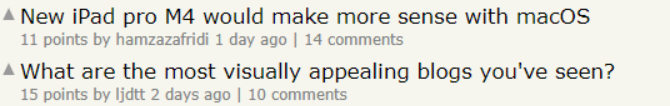 New iPad pro M4 would make more sense with macOS
11 points by hamzazafridi 1 day ago | 14 comments
What are the most visually appealing blogs you've seen?
15 points by ljdtt 2 days ago | 10 comments